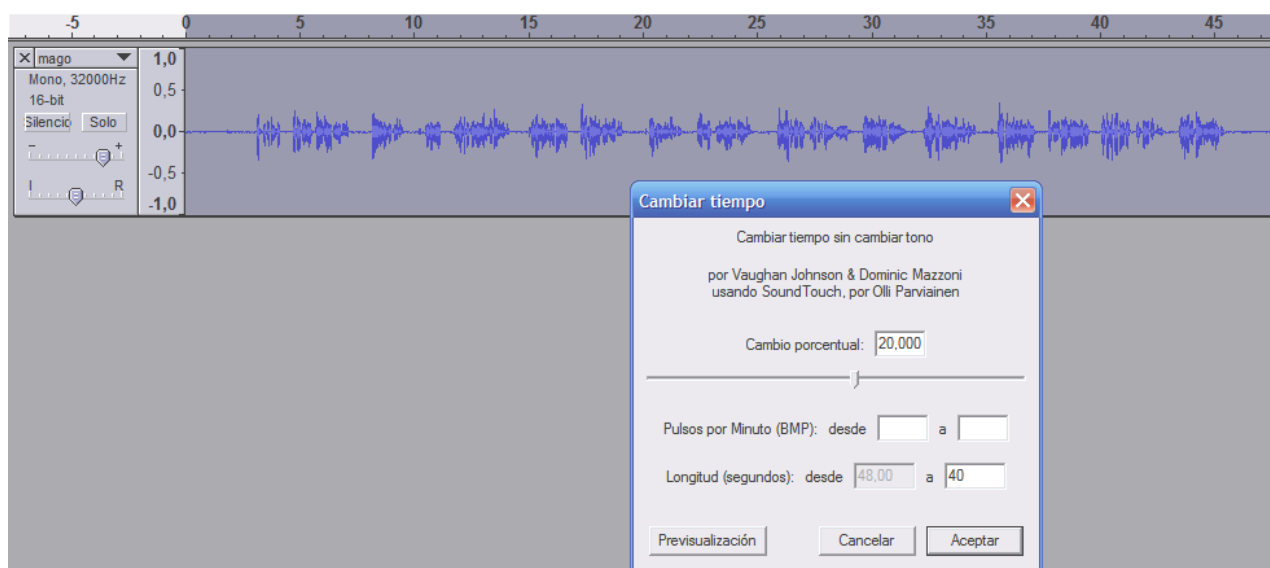 -5 0 5 10 15 20 25 30 35 40 45
X mago
Mono, 32000Hz
16-bit
Silencio Solo
- +
I R
1,0
0,5
0,0
-0,5
-1,0
Cambiar tiempo
Cambiar tiempo sin cambiar tono
por Vaughan Johnson & Dominic Mazzoni
usando SoundTouch, por Olli Parviainen
Cambio porcentual: 20,000
Pulsos por Minuto (BMP): desde a
Longitud (segundos): desde 48,00 a 40
Previsualización Cancelar Aceptar